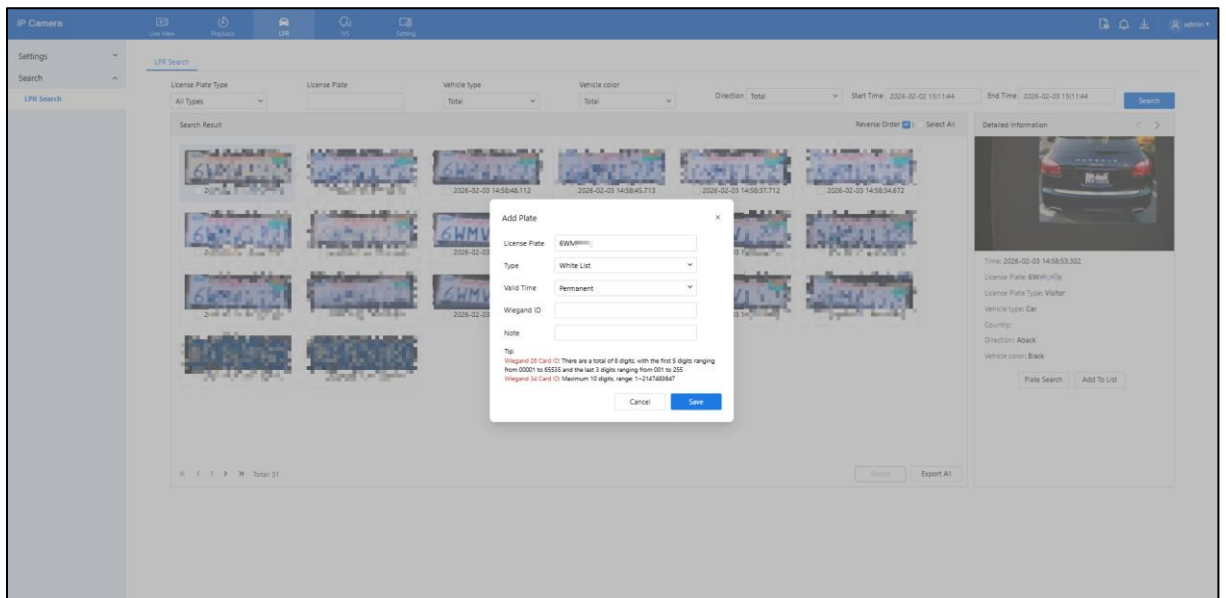 IP Camera
Live View
Playback
LPR
IVS
Setting
admin
Settings
Search
LPR Search
LPR Search
License Plate Type
License Plate
Vehicle type
Vehicle color
All Types
Total
Total
Direction Total
Start Time 2026-02-02 15:11:44
End Time 2026-02-03 15:11:44
Search
Search Result
Reverse Order
Select All
Detailed Information
2026-02-03 14:58:48.112
2026-02-03 14:58:45.713
2026-02-03 14:58:37.712
2026-02-03 14:58:34.672
Add Plate
License Plate
Type White List
Valid Time Permanent
Wiegand ID
Note
Tip:
Wiegand 26 Card ID: There are a total of 8 digits, with the first 5 digits ranging
from 00001 to 65535 and the last 3 digits ranging from 001 to 255
Wiegand 34 Card ID: Maximum 10 digits, range: 1~2147483647
Cancel
Save
Time: 2026-02-03 14:58:53.302
License Plate:
License Plate Type: Visitor
Vehicle type: Car
Country:
Direction: Aback
Vehicle color: Black
Plate Search
Add To List
1
Total: 31
Export
Export All